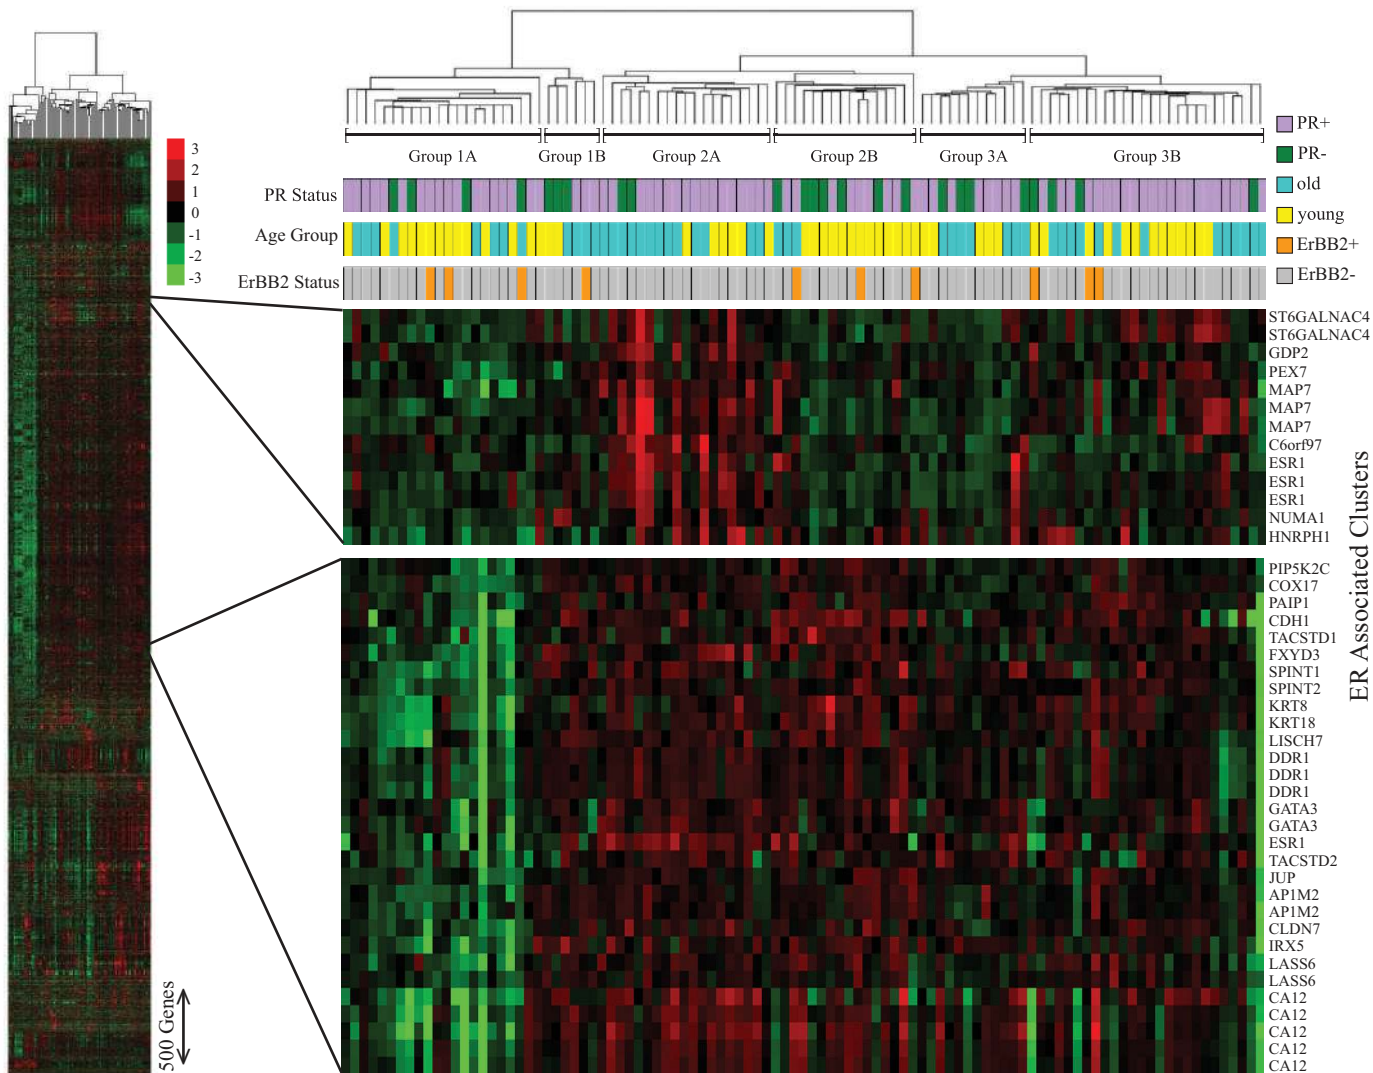 3
2
1
0
-1
-2
-3
Group 1A
Group 1B
Group 2A
Group 2B
Group 3A
Group 3B
PR Status
Age Group
ErBB2 Status
PR+
PR-
old
young
ErBB2+
ErBB2-
ST6GALNAC4
ST6GALNAC4
GDP2
PEX7
MAP7
MAP7
MAP7
C6orf97
ESR1
ESR1
ESR1
NUMA1
HNRPH1
PIP5K2C
COX17
PAIP1
CDH1
TACSTD1
FXYD3
SPINT1
SPINT2
KRT8
KRT18
LISCH7
DDR1
DDR1
DDR1
GATA3
GATA3
ESR1
TACSTD2
JUP
AP1M2
AP1M2
CLDN7
IRX5
LASS6
LASS6
CA12
CA12
CA12
CA12
CA12
ER Associated Clusters
500 Genes